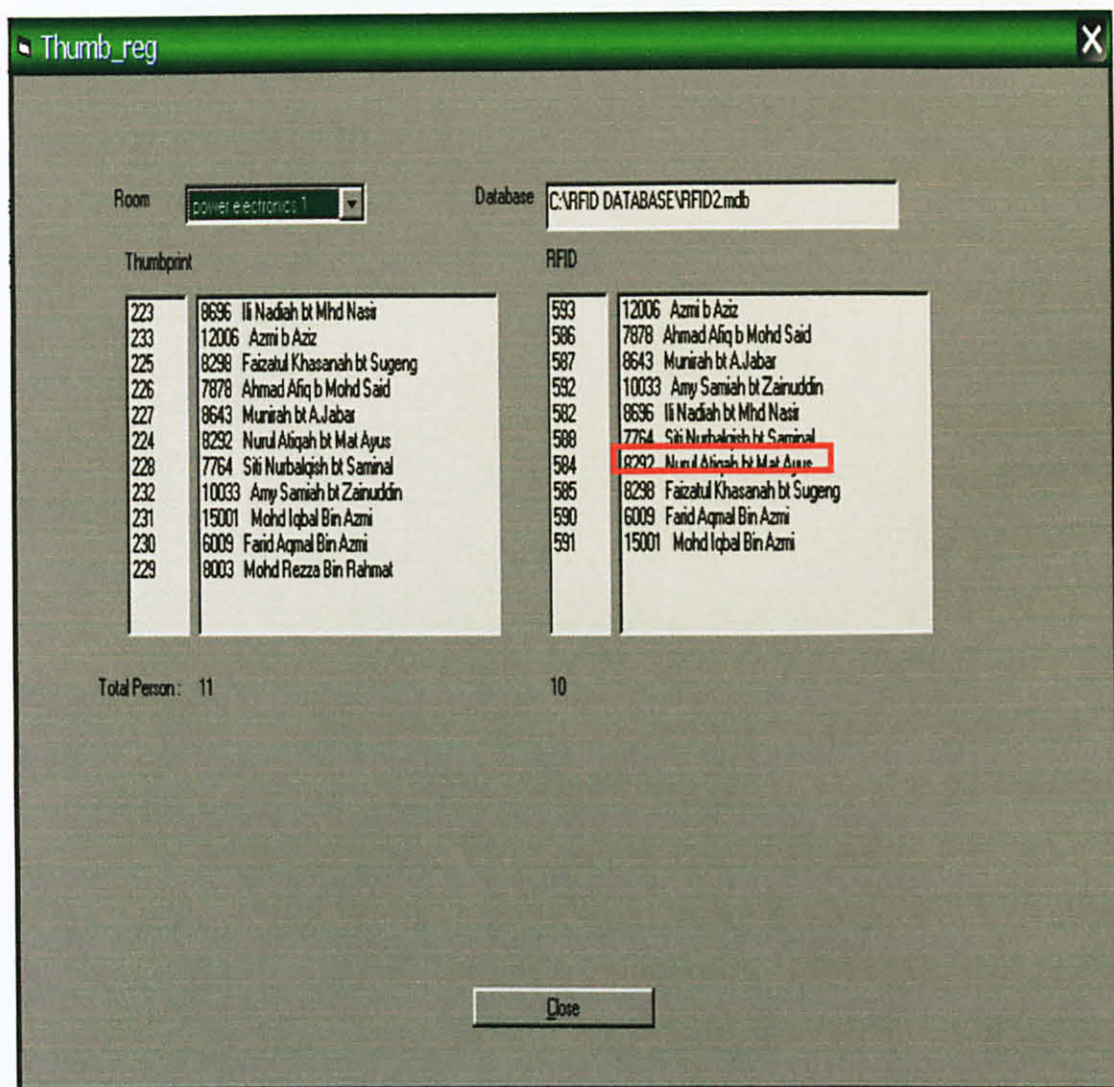 Thumb_reg
Room power electronics 1 Database C:\RFID DATABASE\RFID2.mdb
Thumbprint RFID
223 8696 Ili Nadiah bt Mhd Nasir
233 12006 Azmi b Aziz
225 8298 Faizatul Khasanah bt Sugeng
226 7878 Ahmad Afiq b Mohd Said
227 8643 Munirah bt A.Jabar
224 8292 Nurul Atiqah bt Mat Ayus
228 7764 Siti Nurbalqish bt Saminal
232 10033 Amy Samiah bt Zainuddin
231 15001 Mohd Iqbal Bin Azmi
230 6009 Farid Aqmal Bin Azmi
229 8003 Mohd Rezza Bin Rahmat
593 12006 Azmi b Aziz
586 7878 Ahmad Afiq b Mohd Said
587 8643 Munirah bt A.Jabar
592 10033 Amy Samiah bt Zainuddin
582 8696 Ili Nadiah bt Mhd Nasir
588 7764 Siti Nurbalqish bt Saminal
584 8292 Nurul Atiqah bt Mat Ayus
585 8298 Faizatul Khasanah bt Sugeng
590 6009 Farid Aqmal Bin Azmi
591 15001 Mohd Iqbal Bin Azmi
Total Person : 11 10
Close